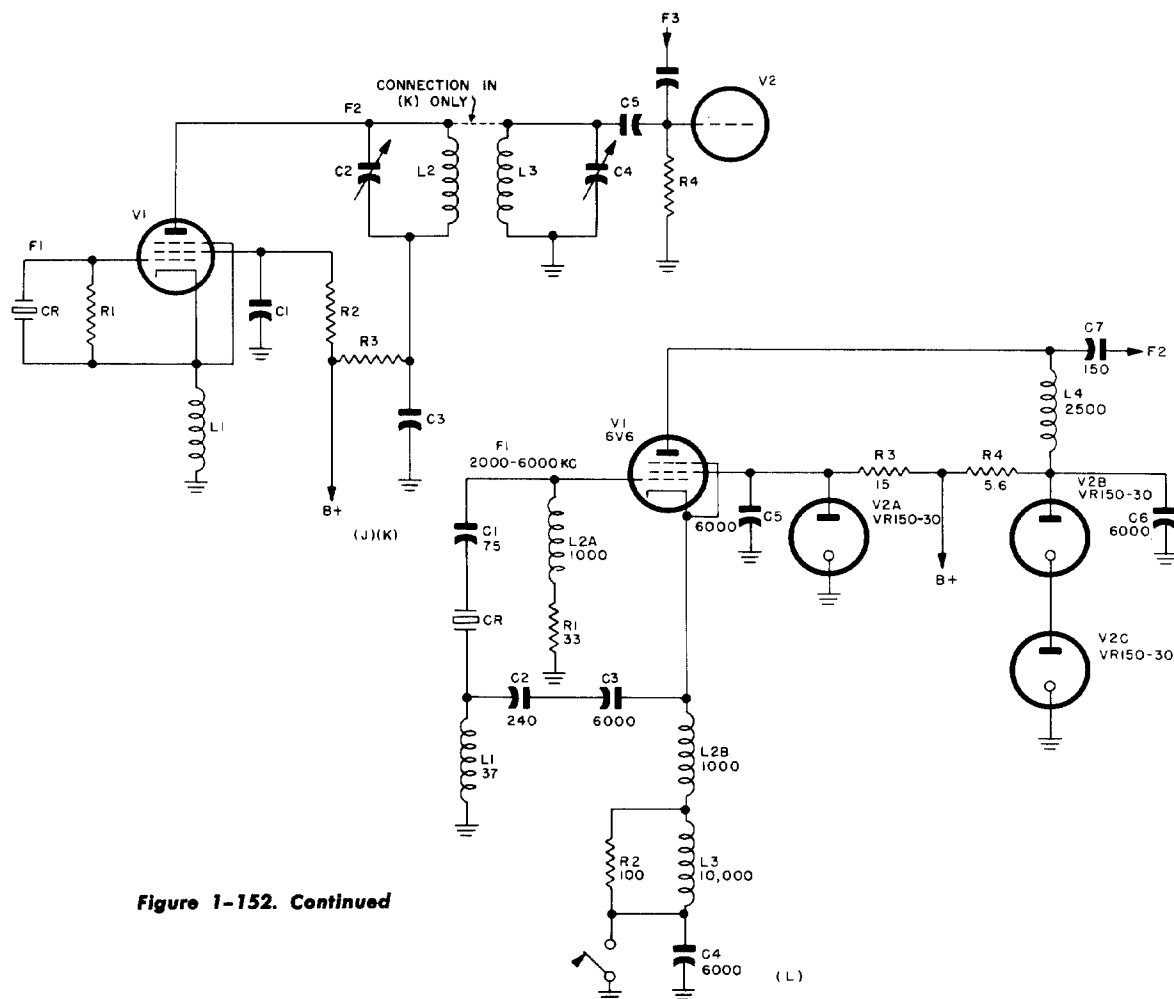 F3
V2
CONNECTION IN
(K) ONLY)
F2
C5
C2
L2
L3
C4
R4
V1
F1
CR
R1
C1
R2
R3
L1
C3
B+
(J)(K)
C7
150
F2
L4
2500
V1
6V6
F1
2000-6000KC
R3
15
R4
5.6
V2B
VR150-30
V2A
VR150-30
C5
6000
C6
6000
C1
75
L2A
1000
B+
CR
R1
33
V2C
VR150-30
C2
240
C3
6000
L1
37
L2B
1000
R2
100
L3
10,000
C4
6000
(L)
Figure 1-152. Continued